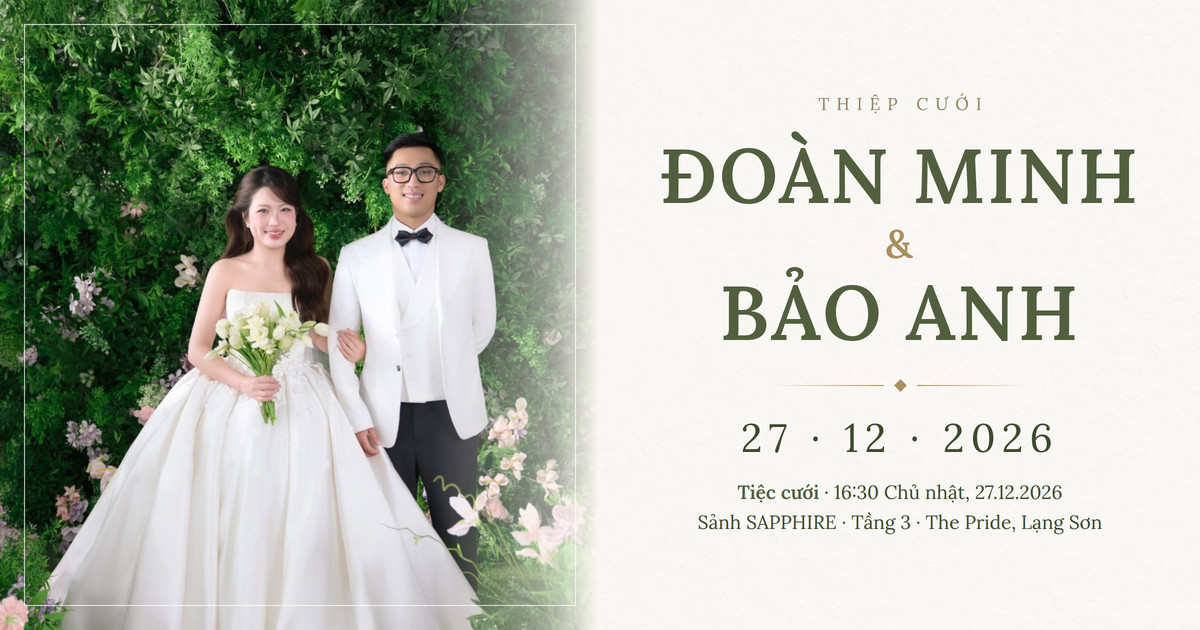 THIỆP CƯỚI
ĐOÀN MINH
&
BẢO ANH
27 · 12 · 2026
Tiệc cưới · 16:30 Chủ nhật, 27.12.2026
Sảnh SAPPHIRE · Tầng 3 · The Pride, Lạng Sơn